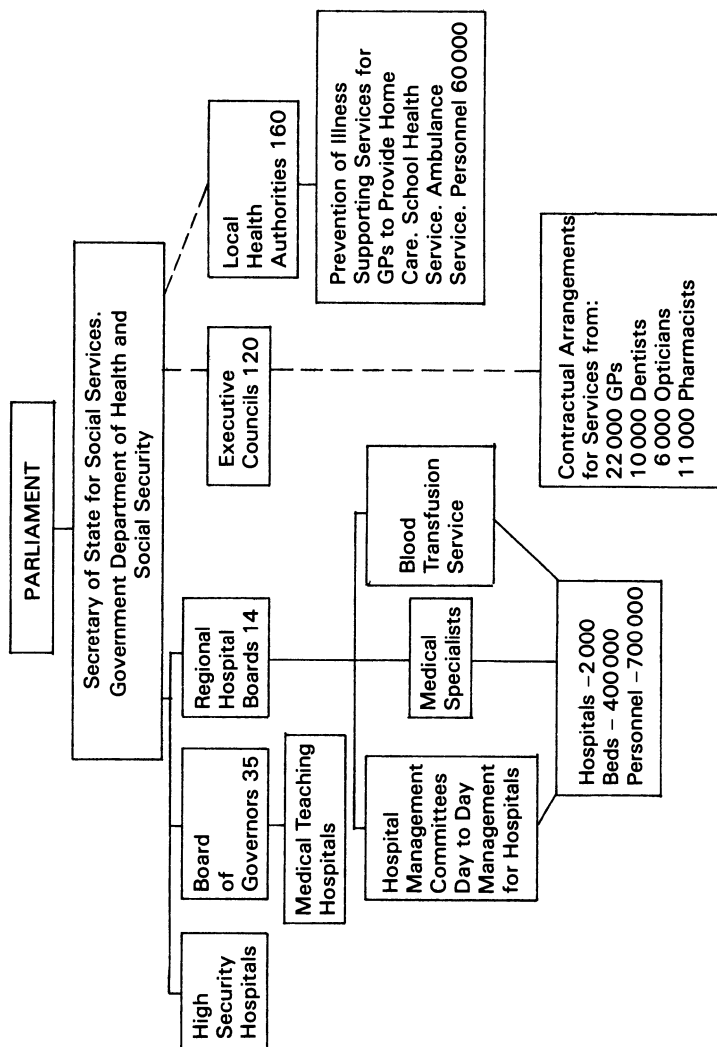 PARLIAMENT
Secretary of State for Social Services.
Government Department of Health and
Social Security
High
Security
Hospitals
Board
of
Governors 35
Regional
Hospital
Boards 14
Executive
Councils 120
Local
Health
Authorities 160
Medical Teaching
Hospitals
Prevention of Illness
Supporting Services for
GPs to Provide Home
Care. School Health
Service. Ambulance
Service. Personnel 60 000
Hospital
Management
Committees
Day to Day
Management
for Hospitals
Medical
Specialists
Blood
Transfusion
Service
Hospitals – 2 000
Beds – 400 000
Personnel – 700 000
Contractual Arrangements
for Services from:
22 000 GPs
10 000 Dentists
6 000 Opticians
11 000 Pharmacists